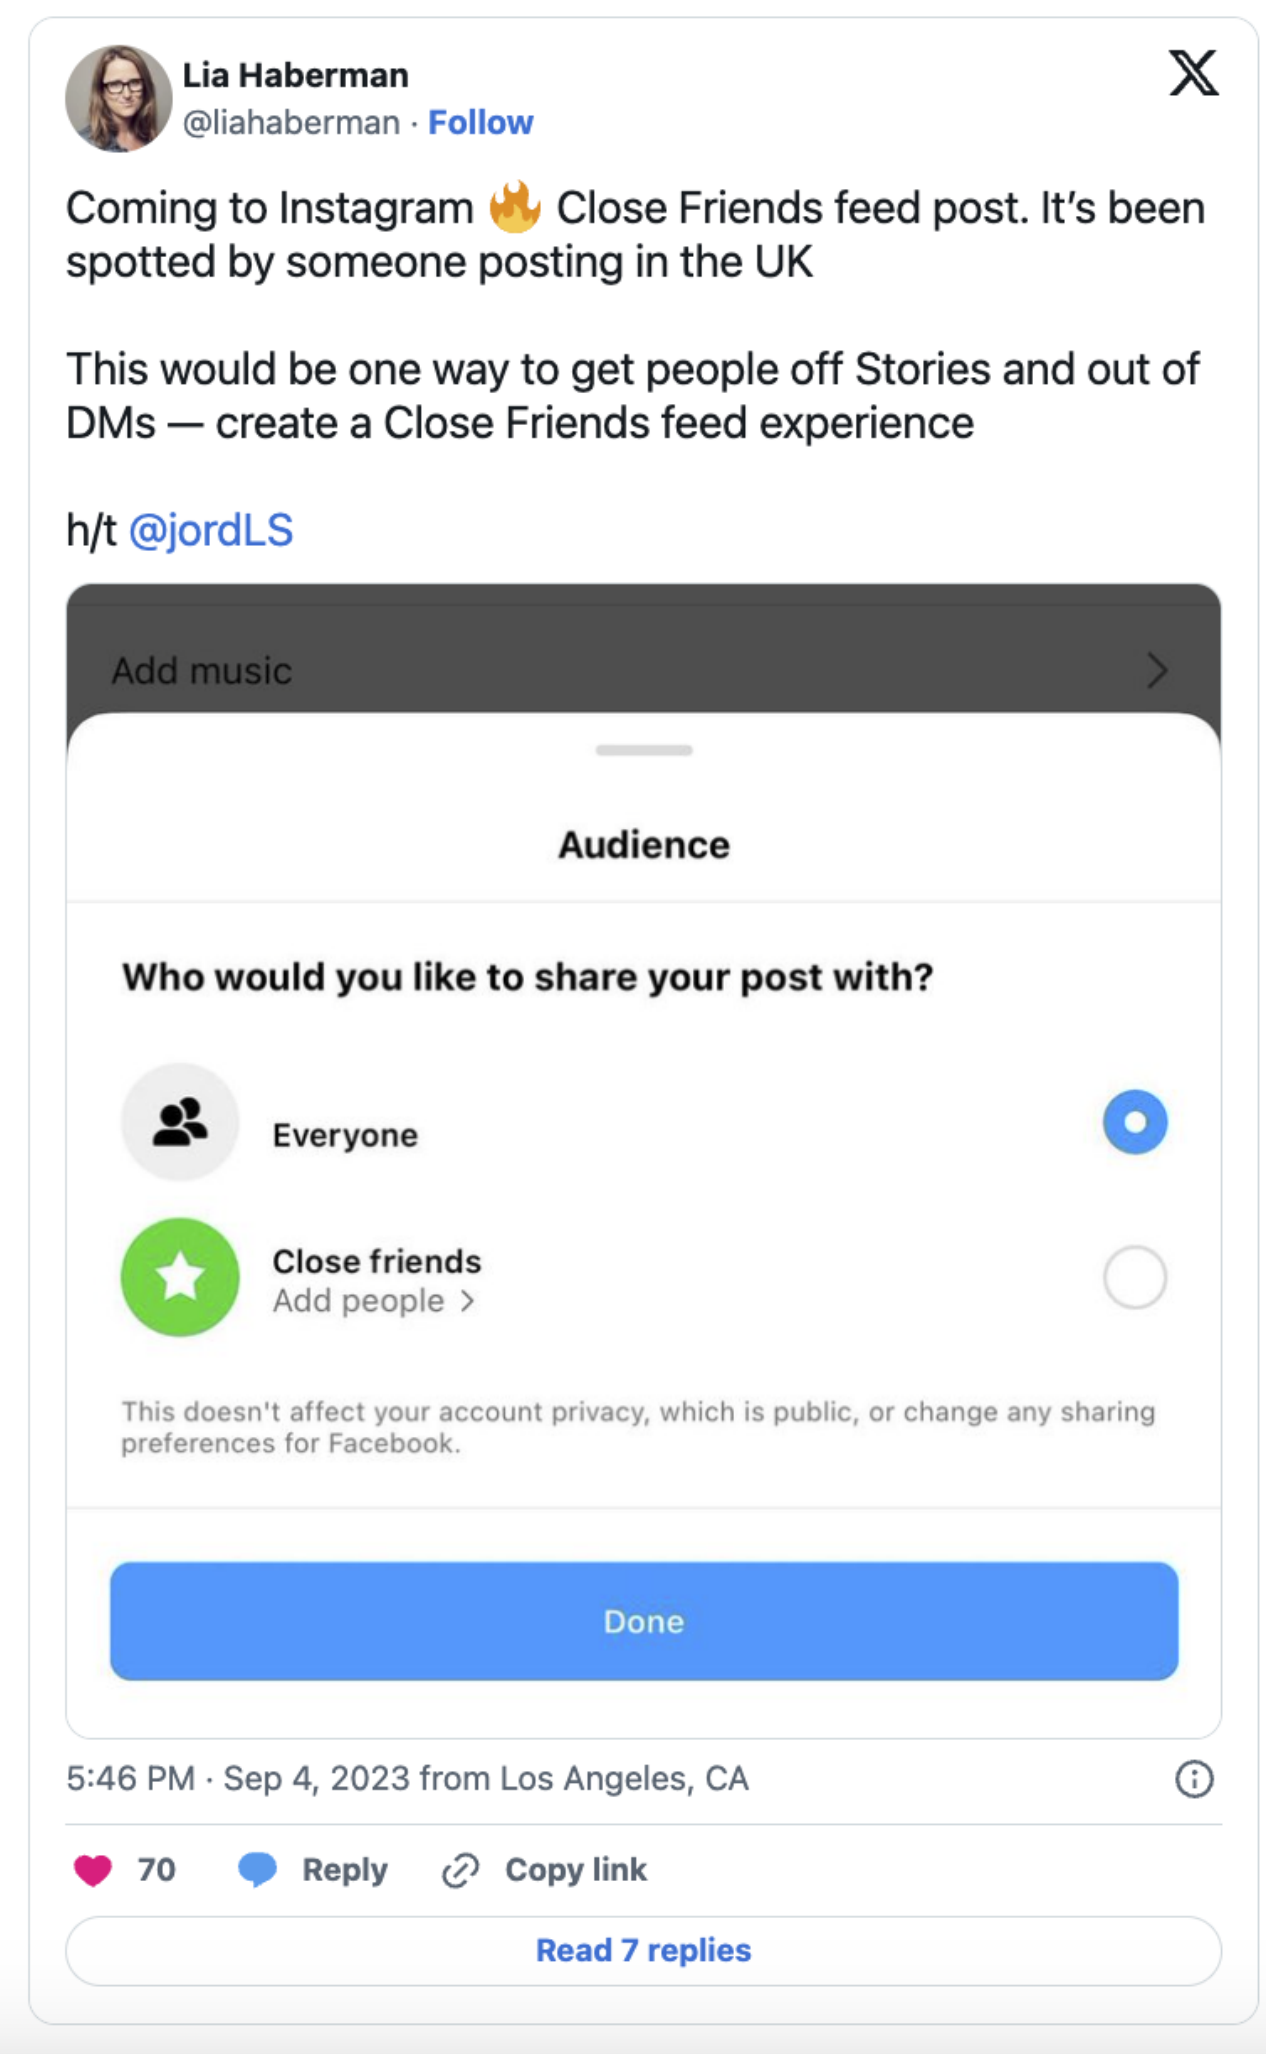 Lia Haberman
@liahaberman · Follow
Coming to Instagram 🔥 Close Friends feed post. It’s been
spotted by someone posting in the UK
This would be one way to get people off Stories and out of
DMs — create a Close Friends feed experience
h/t @jordLS
Add music
Audience
Who would you like to share your post with?
Everyone
Close friends
Add people >
This doesn't affect your account privacy, which is public, or change any sharing
preferences for Facebook.
Done
5:46 PM · Sep 4, 2023 from Los Angeles, CA
70 Reply Copy link
Read 7 replies